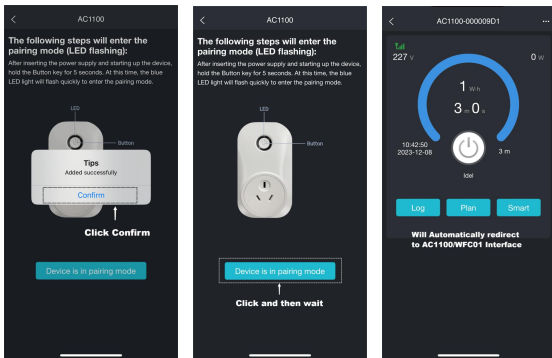 AC1100
The following steps will enter the
pairing mode (LED flashing):
After inserting the power supply and starting up the device,
hold the Button key for 5 seconds. At this time, the blue
LED light will flash quickly to enter the pairing mode.
LED
Button
Tips
Added successfully
Confirm
Click Confirm
Device is in pairing mode
AC1100
The following steps will enter the
pairing mode (LED flashing):
After inserting the power supply and starting up the device,
hold the Button key for 5 seconds. At this time, the blue
LED light will flash quickly to enter the pairing mode.
LED
Button
Device is in pairing mode
Click and then wait
AC1100-000009D1
227 V
0 W
1 W h
3 m 0 s
10:42:50
2023-12-08
3 m
Idel
Log Plan Smart
Will Automatically redirect
to AC1100/WFC01 Interface